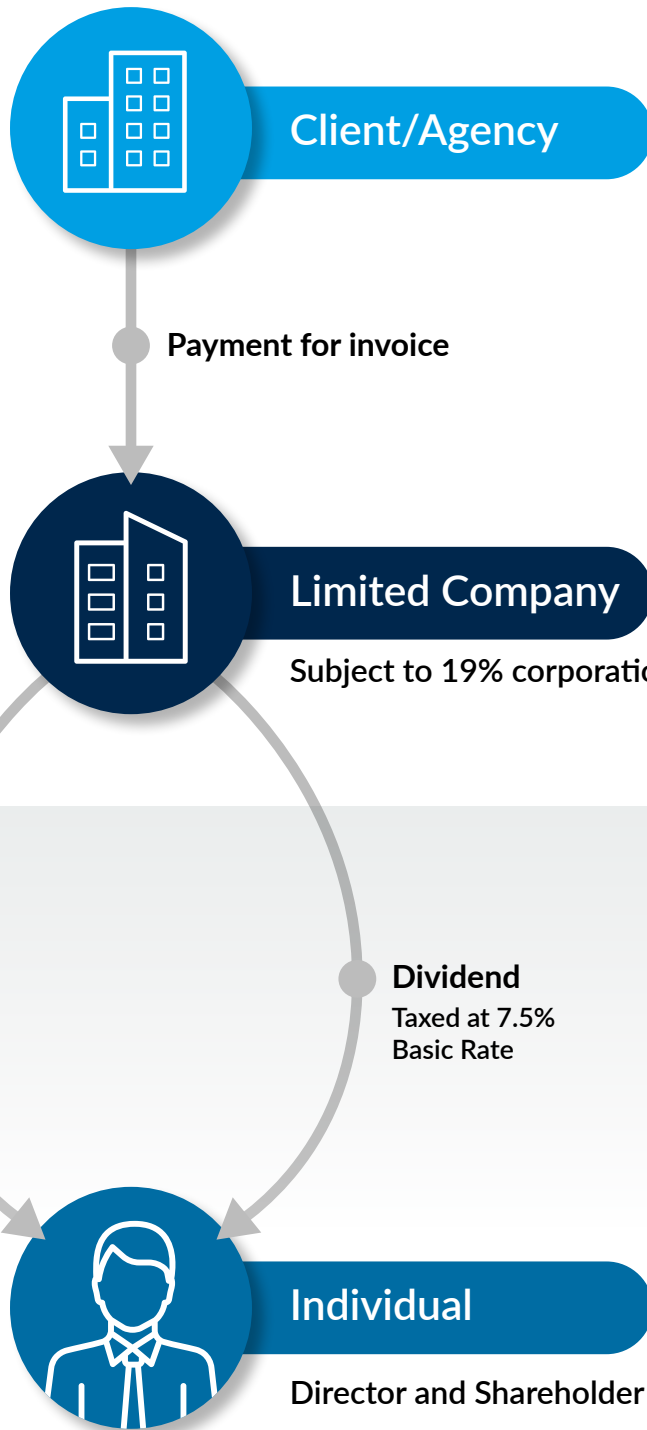 Client/Agency
Payment for invoice
Limited Company
Subject to 19%
Dividend
Taxed at 7.5%
Basic Rate
Individual
Director and Shareholder